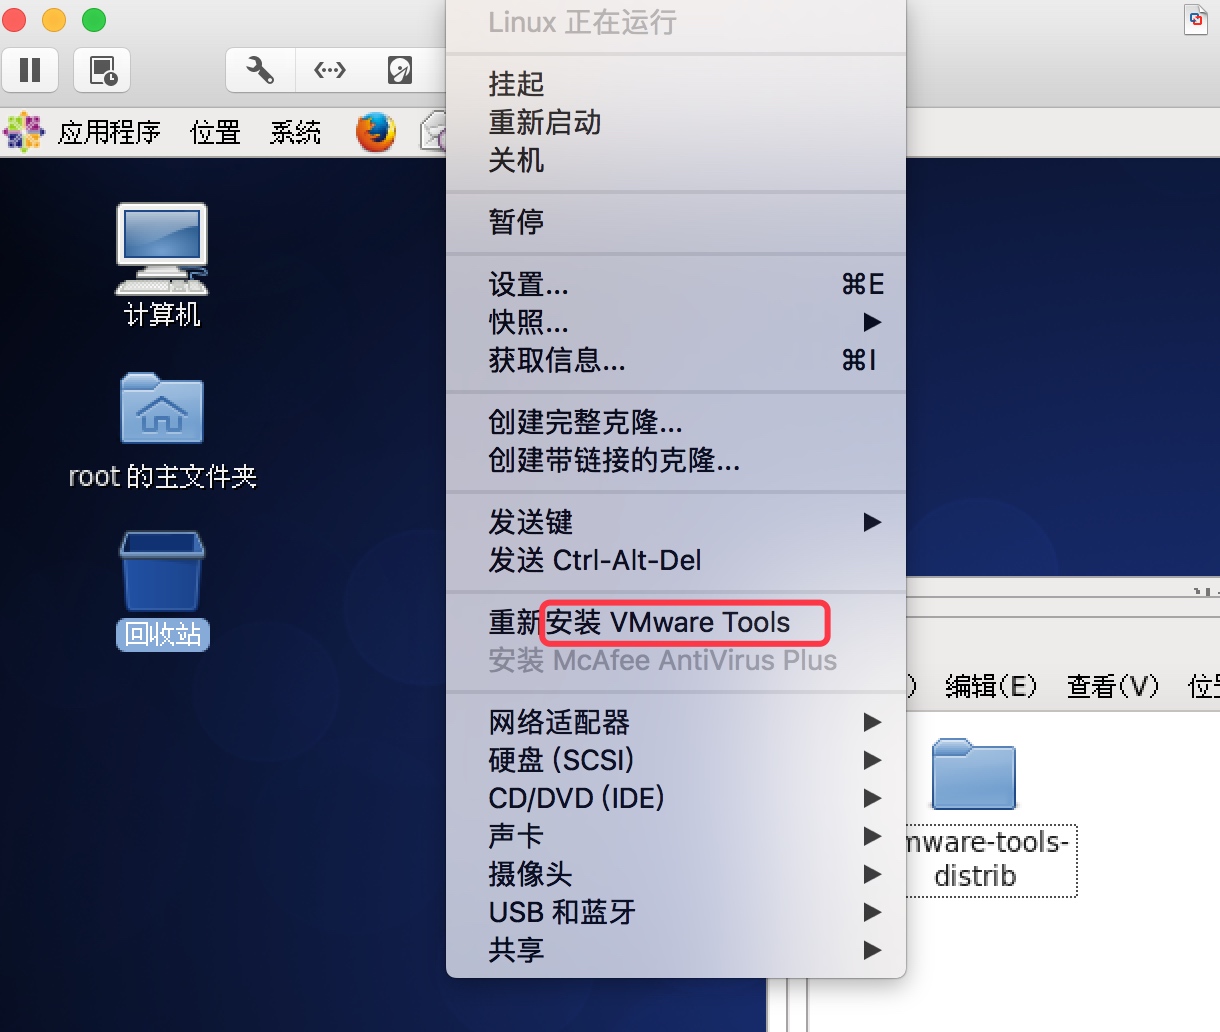 Linux 正在运行
挂起
重新启动
关机
暂停
设置... ⌘E
快照...
获取信息... ⌘I
创建完整克隆...
创建带链接的克隆...
发送键
发送 Ctrl-Alt-Del
重新安装 VMware Tools
安装 McAfee AntiVirus Plus
网络适配器
硬盘 (SCSI)
CD/DVD (IDE)
声卡
摄像头
USB 和蓝牙
共享
应用程序 位置 系统
计算机
root 的主文件夹
回收站
) 编辑(E) 查看(V) 位置
mware-tools-
distrib